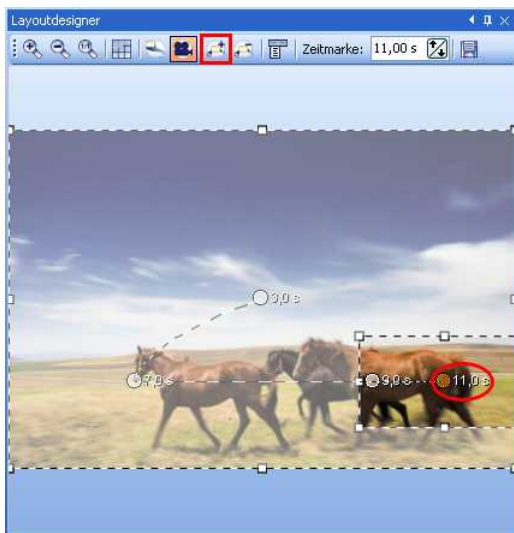 Layoutdesigner
Zeitmarke: 11,00 s
3,0 s
7,0 s
9,0 s
11,0 s